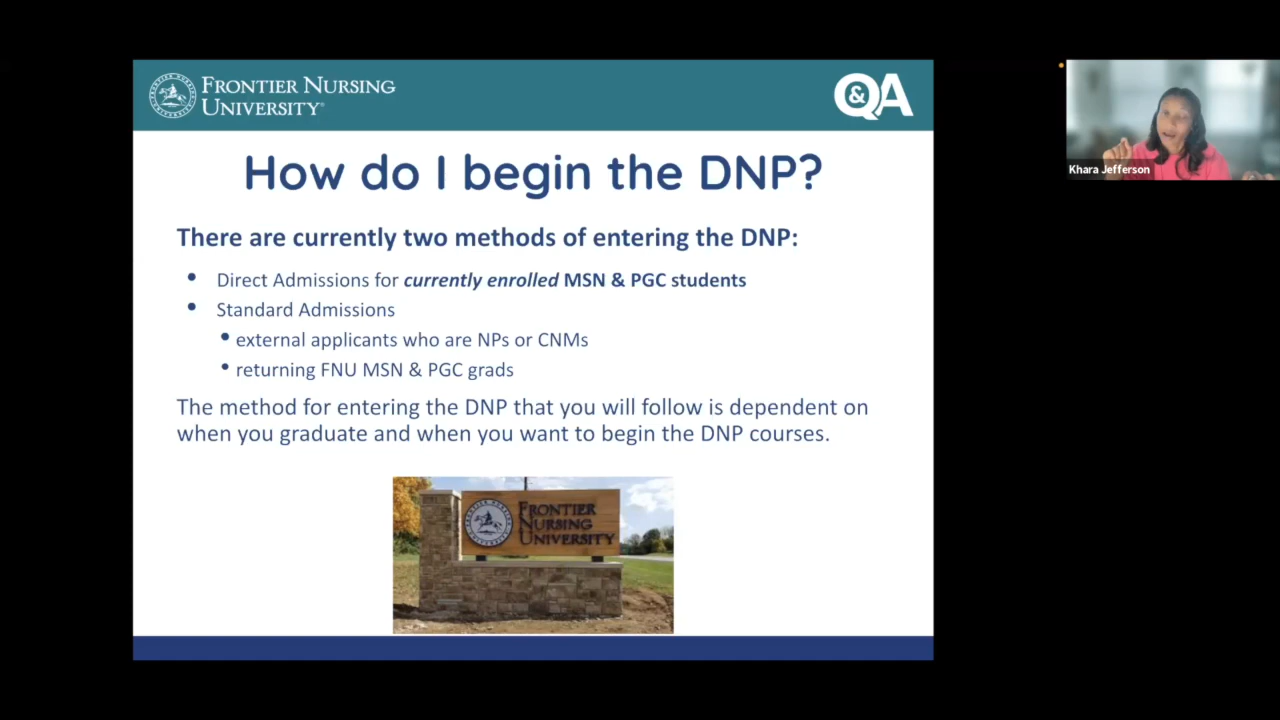 FRONTIER NURSING
UNIVERSITY®
Q&A
How do I begin the DNP?
There are currently two methods of entering the DNP:
• Direct Admissions for currently enrolled MSN & PGC students
• Standard Admissions
• external applicants who are NPs or CNMs
• returning FNU MSN & PGC grads
The method for entering the DNP that you will follow is dependent on
when you graduate and when you want to begin the DNP courses.
FRONTIER
NURSING
UNIVERSITY
Khara Jefferson